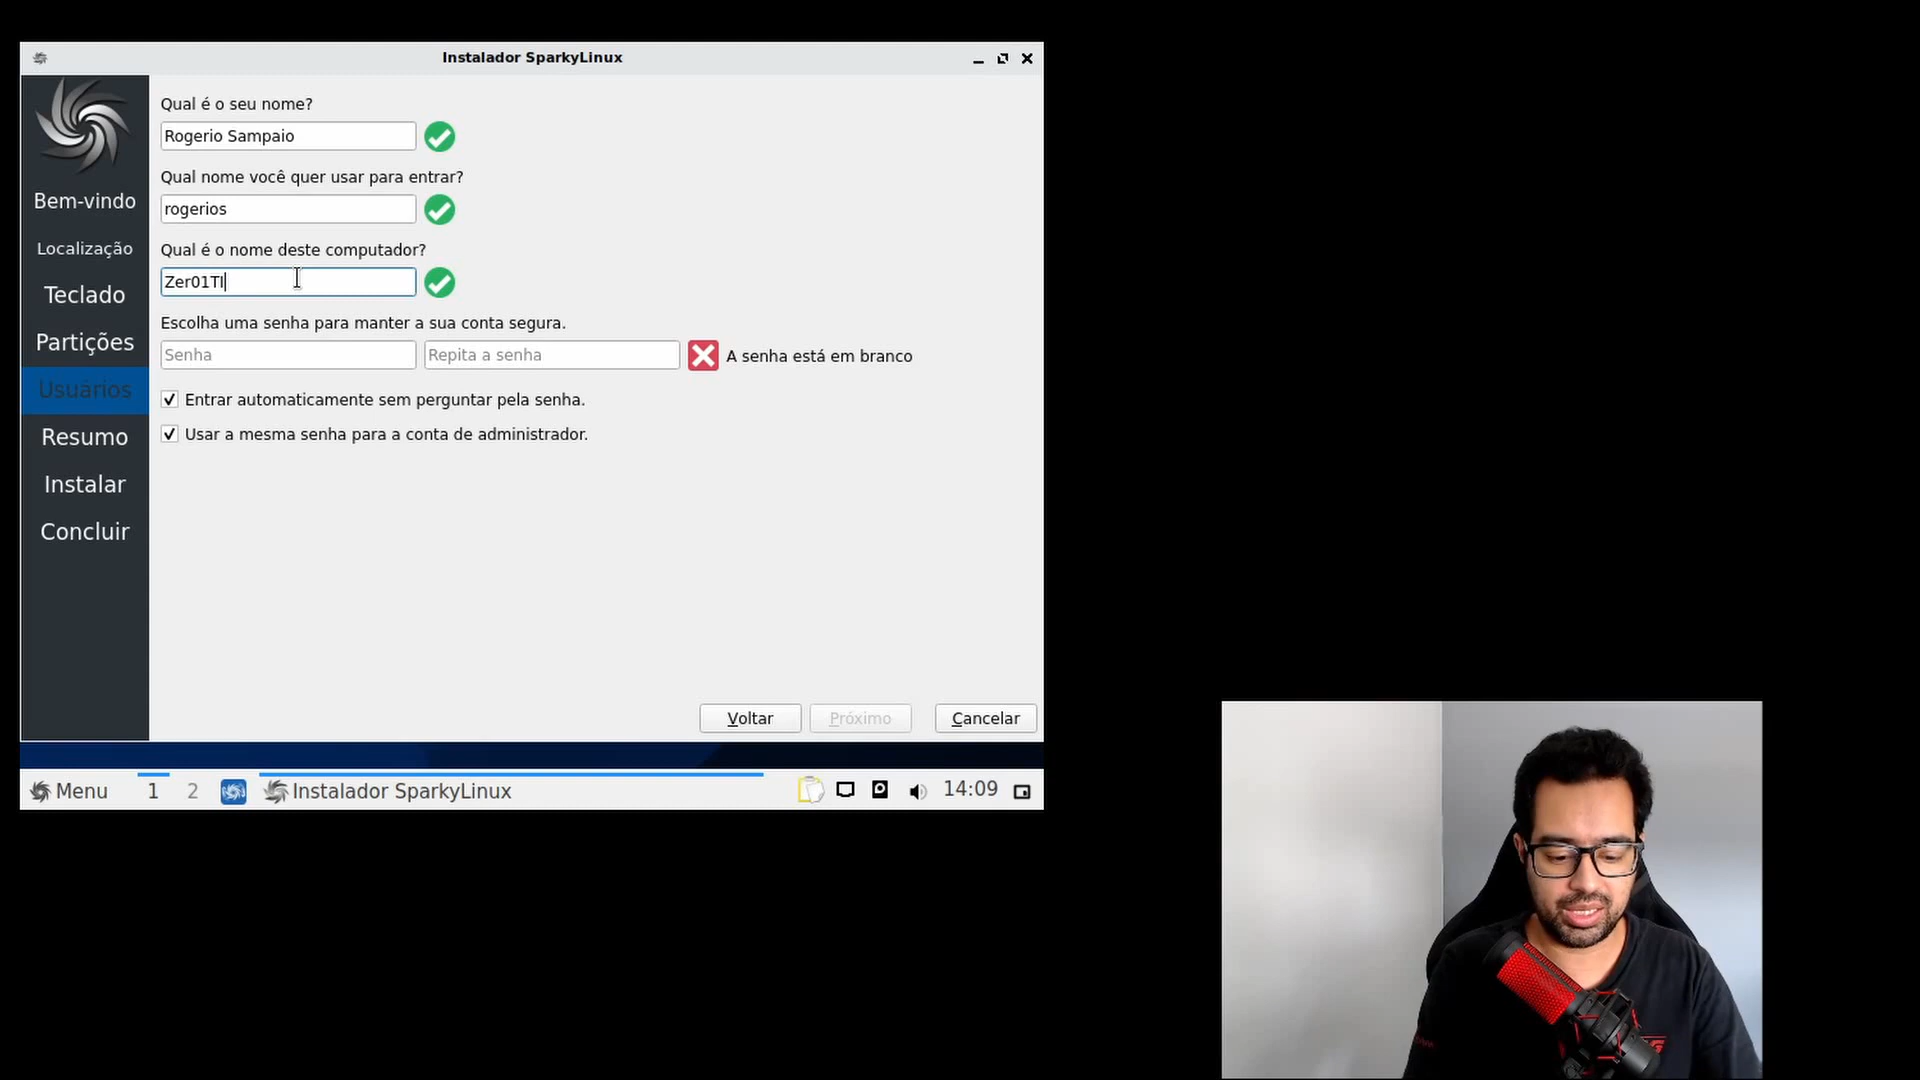 Instalador SparkyLinux
Qual é o seu nome?
Rogerio Sampaio
Qual nome você quer usar para entrar?
rogerios
Qual é o nome deste computador?
Zer01TI
Escolha uma senha para manter a sua conta segura.
Senha
Repita a senha
A senha está em branco
Entrar automaticamente sem perguntar pela senha.
Usar a mesma senha para a conta de administrador.
Bem-vindo
Localização
Teclado
Partições
Usuários
Resumo
Instalar
Concluir
Voltar
Próximo
Cancelar
Menu
1
2
Instalador SparkyLinux
14:09